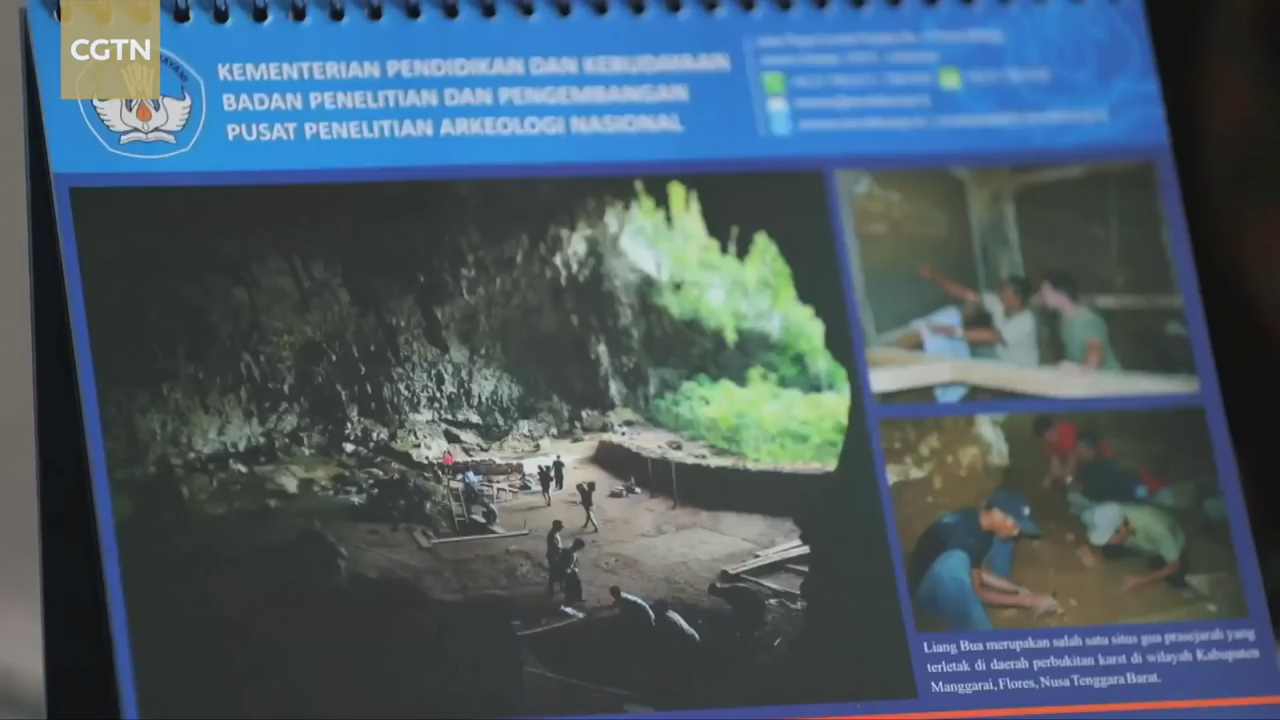 CGTN
KEMENTERIAN PENDIDIKAN DAN KEBUDAYAAN
BADAN PENELITIAN DAN PENGEMBANGAN
PUSAT PENELITIAN ARKEOLOGI NASIONAL
Liang Bua merupakan salah satu situs gua prasejarah yang
terletak di daerah perbukitan karst di wilayah Kabupaten
Manggarai, Flores, Nusa Tenggara Barat.